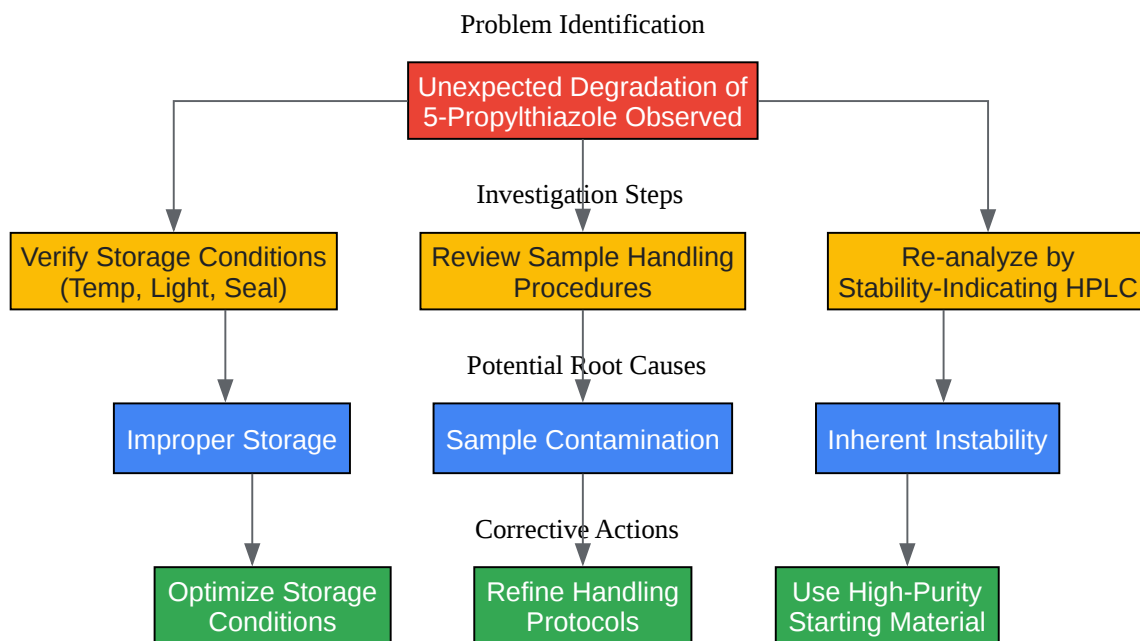 Problem Identification
Unexpected Degradation of
5-Propylthiazole Observed
Investigation Steps
Verify Storage Conditions
(Temp, Light, Seal)
Review Sample Handling
Procedures
Re-analyze by
Stability-Indicating HPLC
Potential Root Causes
Improper Storage
Sample Contamination
Inherent Instability
Corrective Actions
Optimize Storage
Conditions
Refine Handling
Protocols
Use High-Purity
Starting Material